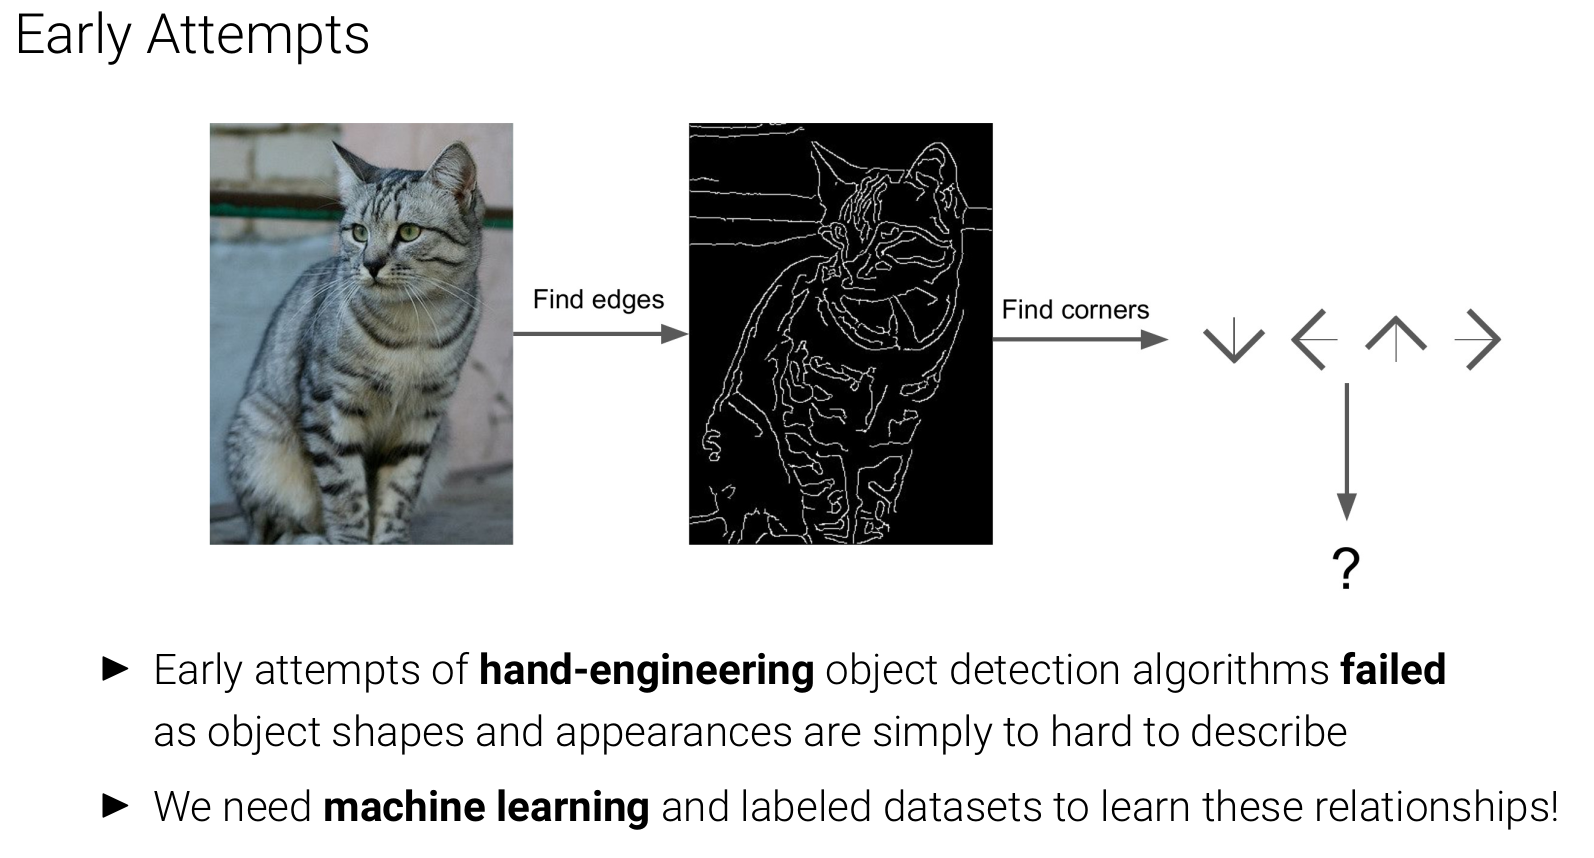 Early Attempts
Find edges
Find corners
?
► Early attempts of hand-engineering object detection algorithms failed
as object shapes and appearances are simply to hard to describe
► We need machine learning and labeled datasets to learn these relationships!